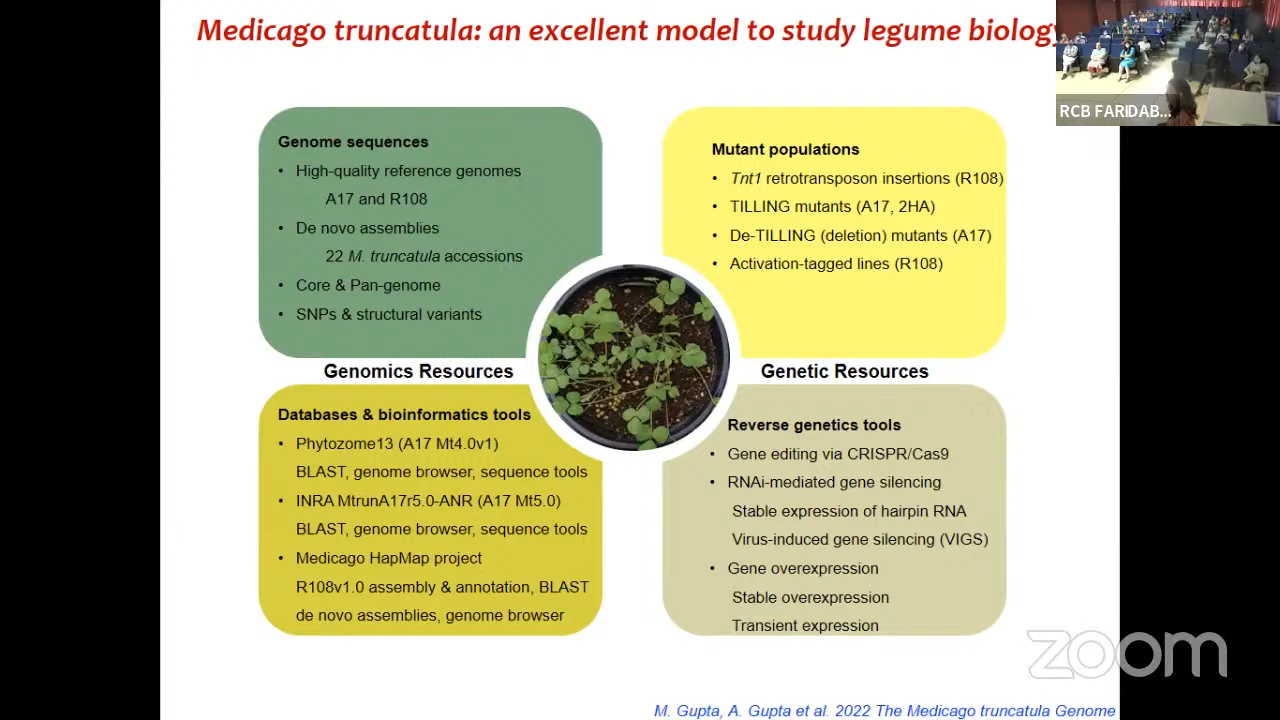 Medicago truncatula: an excellent model to study legume biology
RCB FARIDAB...
Genome sequences
• High-quality reference genomes
A17 and R108
• De novo assemblies
22 M. truncatula accessions
• Core & Pan-genome
• SNPs & structural variants
Mutant populations
• Tnt1 retrotransposon insertions (R108)
• TILLING mutants (A17, 2HA)
• De-TILLING (deletion) mutants (A17)
• Activation-tagged lines (R108)
Genomics Resources
Genetic Resources
Databases & bioinformatics tools
• Phytozome13 (A17 Mt4.0v1)
BLAST, genome browser, sequence tools
• INRA MtrunA17r5.0-ANR (A17 Mt5.0)
BLAST, genome browser, sequence tools
• Medicago HapMap project
R108v1.0 assembly & annotation, BLAST
de novo assemblies, genome browser
Reverse genetics tools
• Gene editing via CRISPR/Cas9
• RNAi-mediated gene silencing
Stable expression of hairpin RNA
Virus-induced gene silencing (VIGS)
• Gene overexpression
Stable overexpression
Transient expression
zoom
M. Gupta, A. Gupta et al. 2022 The Medicago truncatula Genome